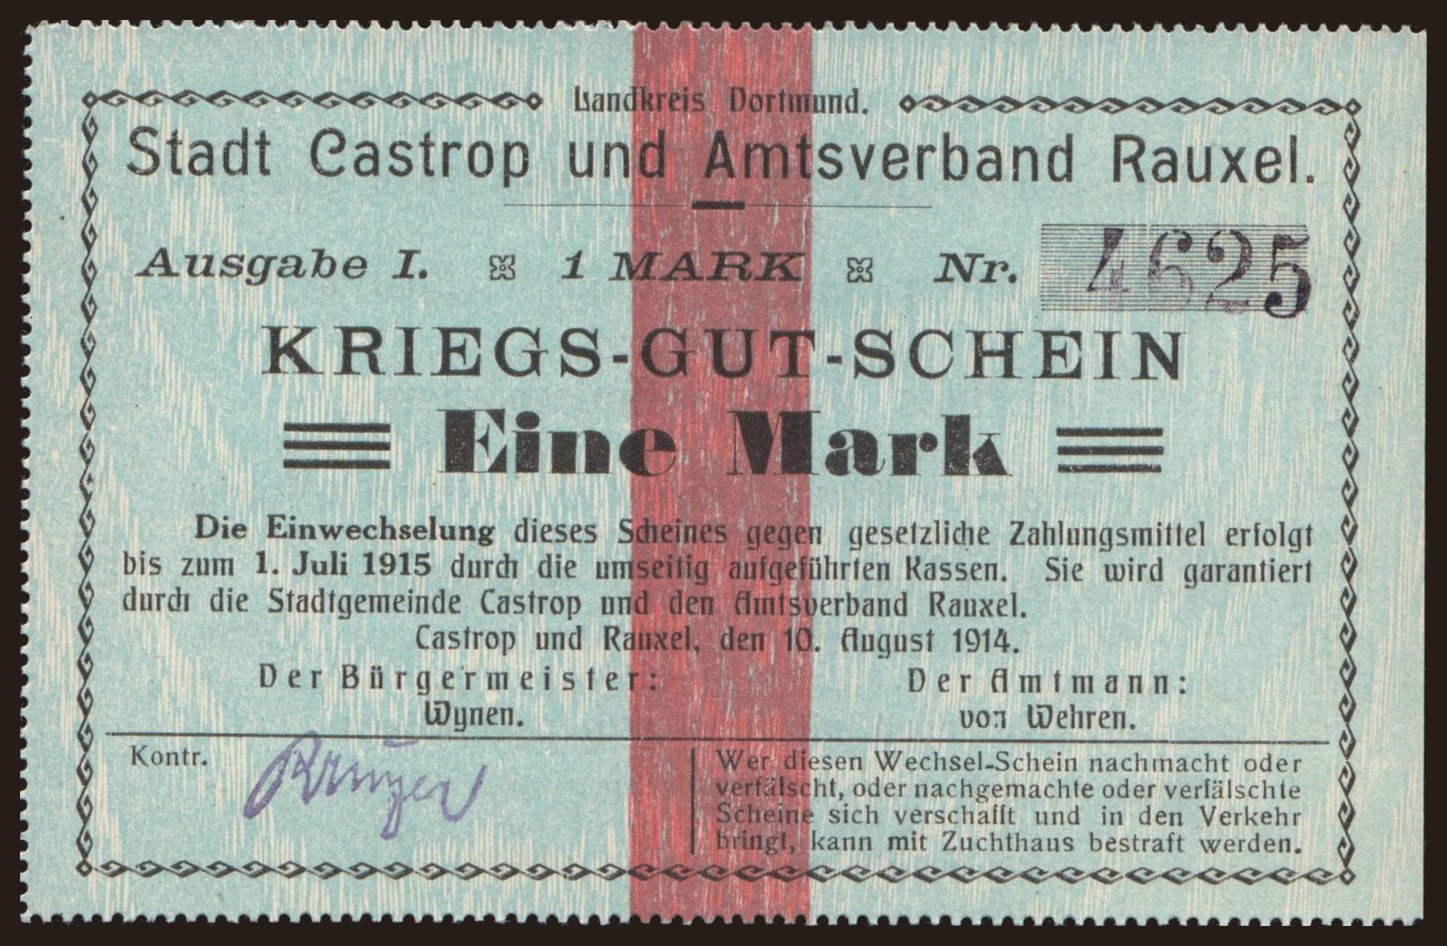 Landkreis Dortmund.
Stadt Castrop und Amtsverband Rauxel.
Ausgabe I. 1 MARK Nr. 4625
KRIEGS-GUT-SCHEIN
Eine Mark
Die Einwechselung dieses Scheines gegen gesetzliche Zahlungsmittel erfolgt
bis zum 1. Juli 1915 durch die umseitig aufgeführten Kassen. Sie wird garantiert
durch die Stadtgemeinde Castrop und den Amtsverband Rauxel.
Castrop und Rauxel, den 10. August 1914.
Der Bürgermeister: Der Amtmann:
Wynen. von Wehren.
Kontr.
Wer diesen Wechsel-Schein nachmacht oder
verfälscht, oder nachgemachte oder verfälschte
Scheine sich verschafft und in den Verkehr
bringt, kann mit Zuchthaus bestraft werden.